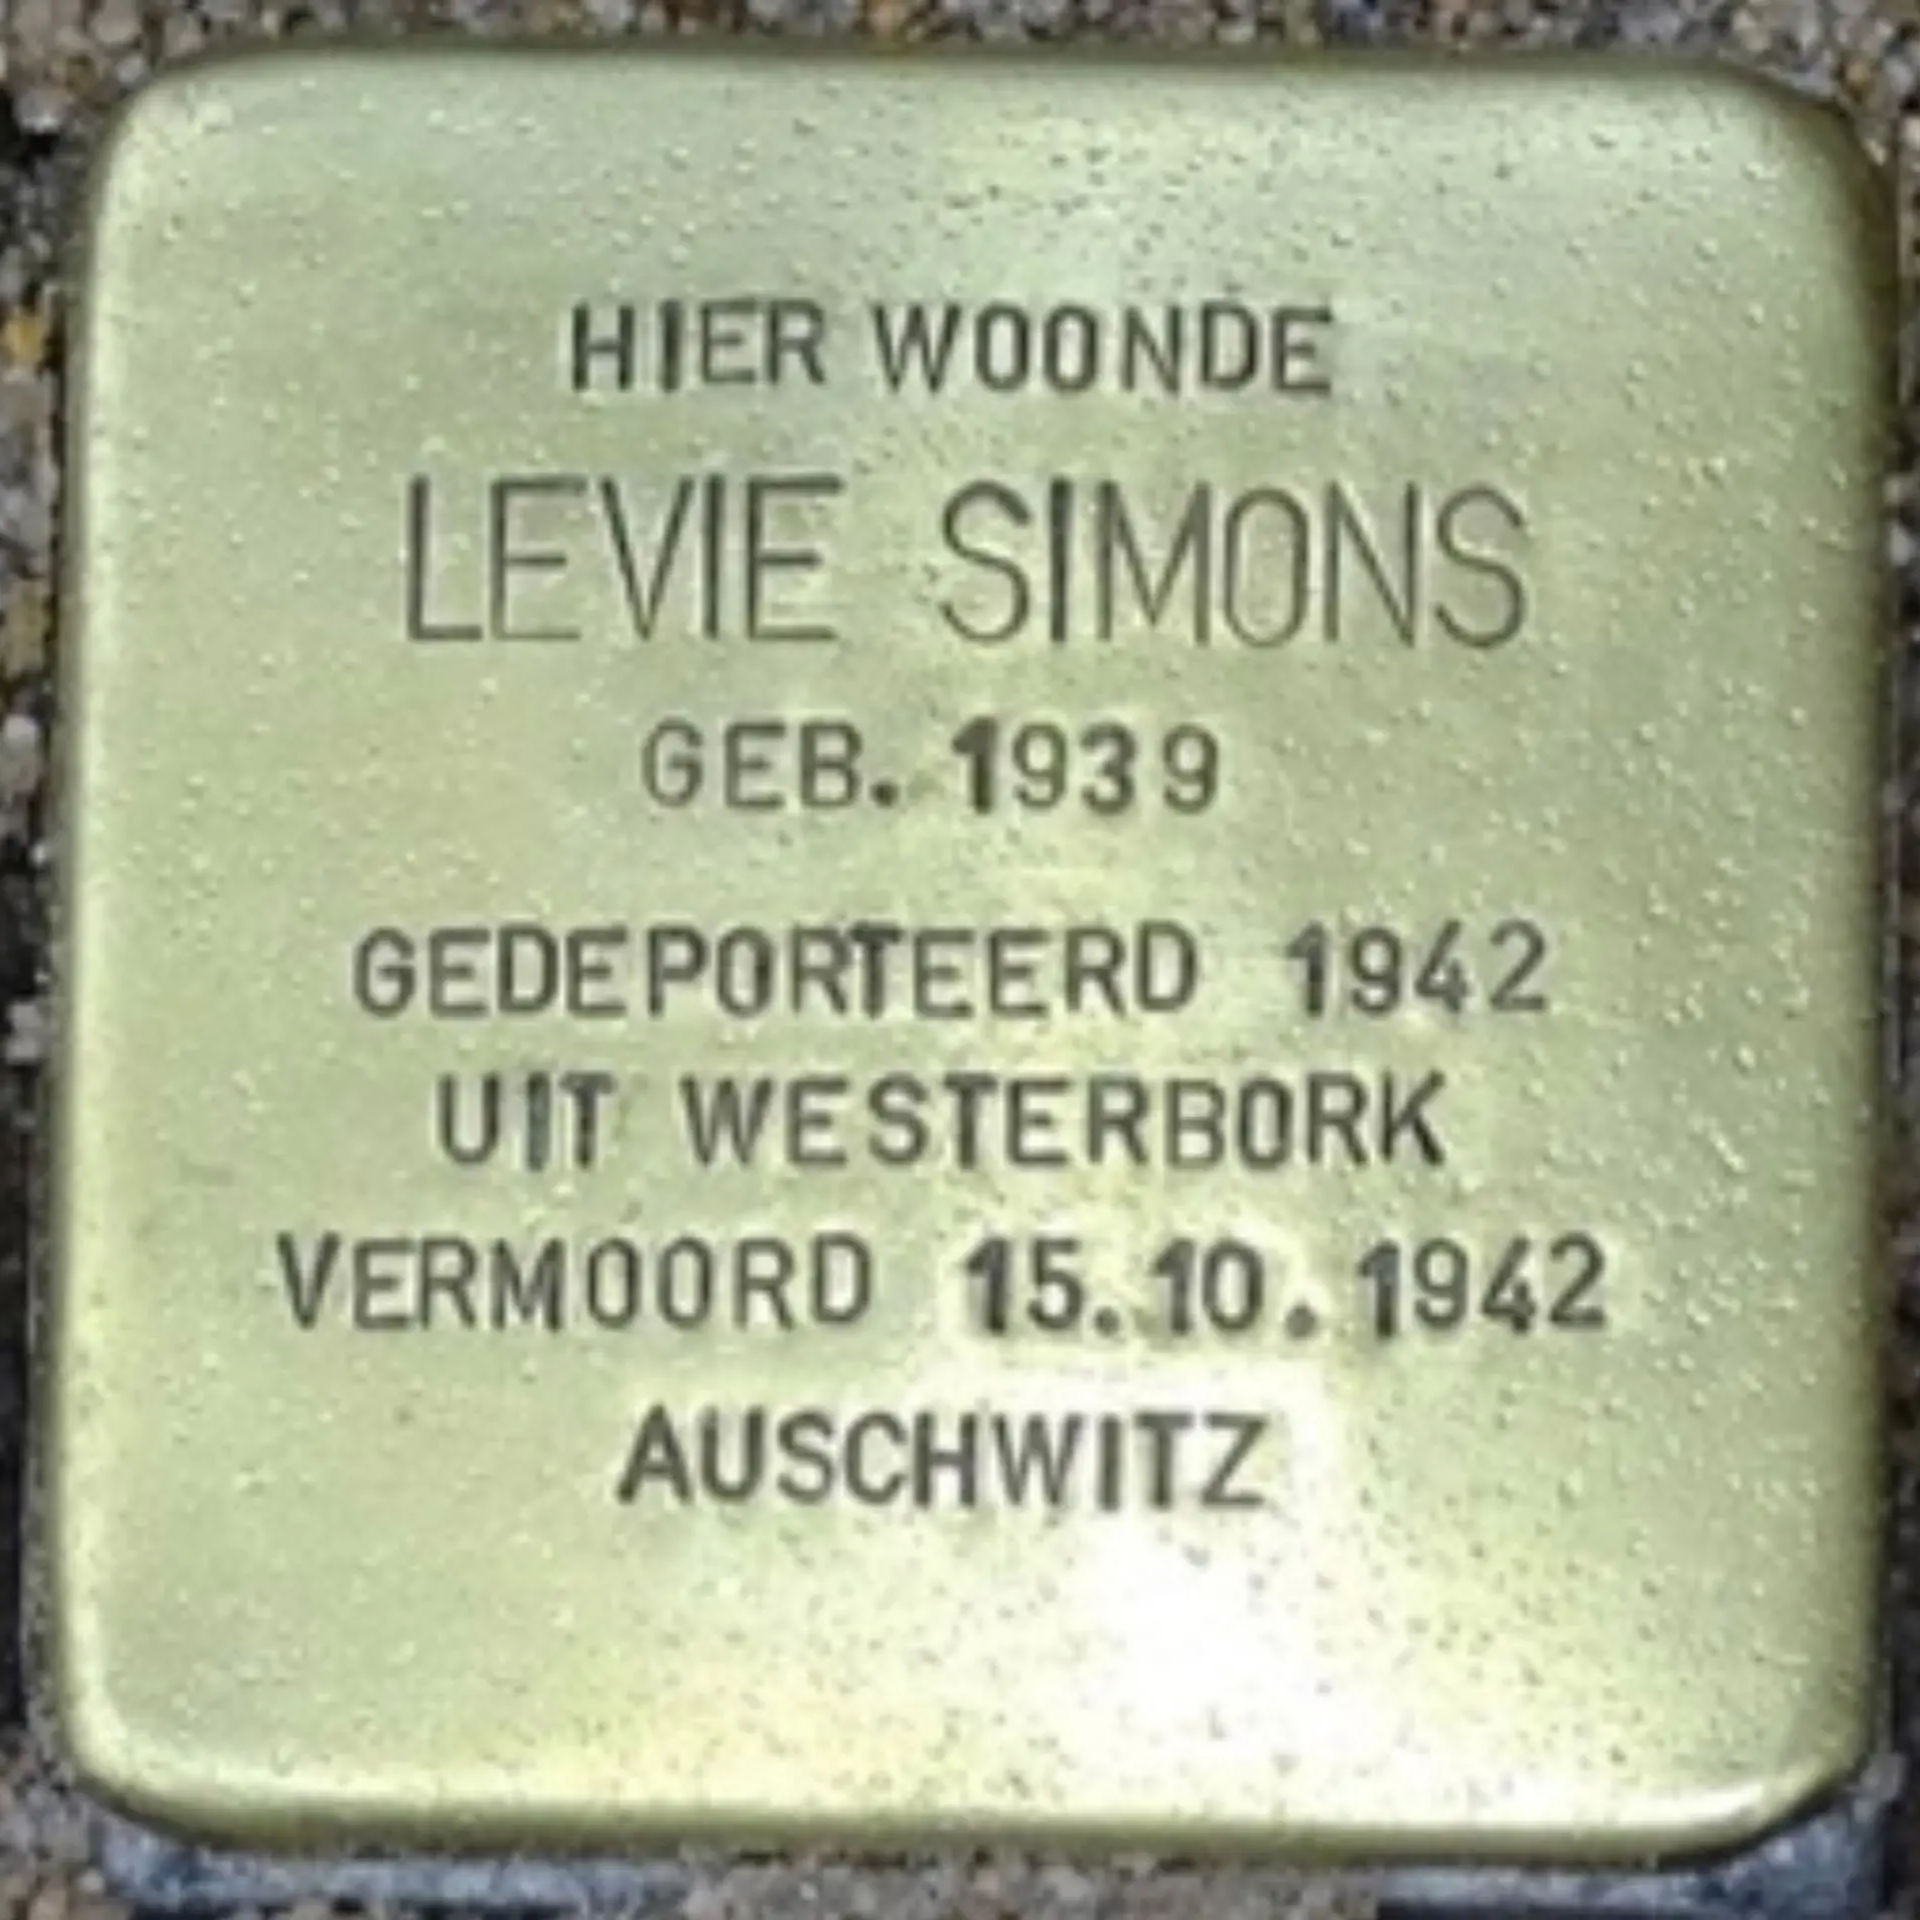 HIER WOONDE
LEVIE SIMONS
GEB. 1939
GEDEPORTEERD 1942
UIT WESTERBORK
VERMOORD 15.10.1942
AUSCHWITZ